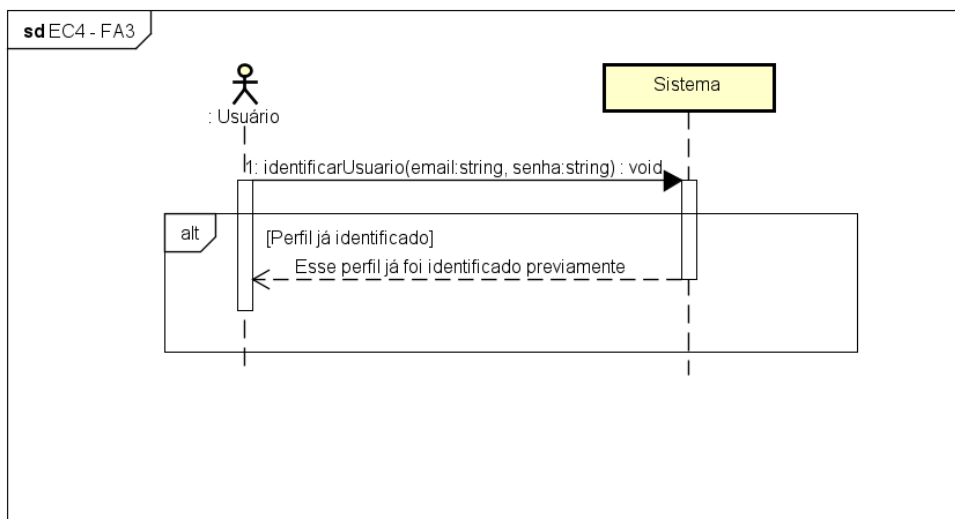 sd EC4 - FA3
Sistema
: Usuário
1: identificarUsuario(email:string, senha:string) : void
alt
[Perfil já identificado]
Esse perfil já foi identificado previamente